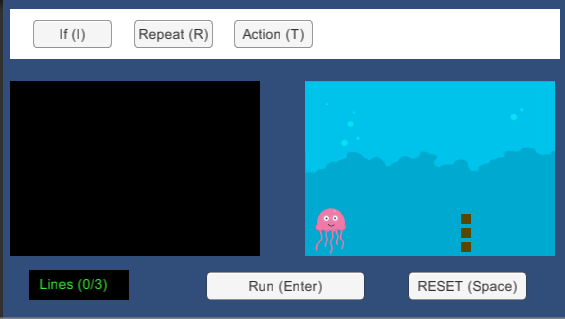 If (I) Repeat (R) Action (T)
Lines (0/3) Run (Enter) RESET (Space)